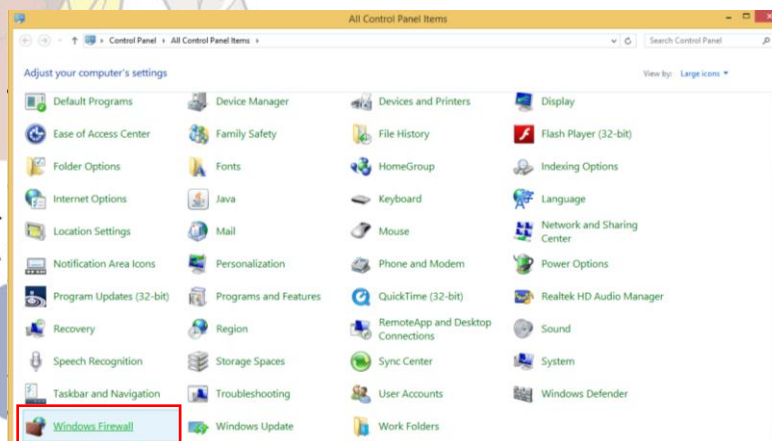 All Control Panel Items
Control Panel › All Control Panel Items ›
Search Control Panel
Adjust your computer's settings
View by: Large icons
Default Programs
Device Manager
Devices and Printers
Display
Ease of Access Center
Family Safety
File History
Flash Player (32-bit)
Folder Options
Fonts
HomeGroup
Indexing Options
Internet Options
Java
Keyboard
Language
Location Settings
Mail
Mouse
Network and Sharing
Center
Notification Area Icons
Personalization
Phone and Modem
Power Options
Program Updates (32-bit)
Programs and Features
QuickTime (32-bit)
Realtek HD Audio Manager
Recovery
Region
RemoteApp and Desktop
Connections
Sound
Speech Recognition
Storage Spaces
Sync Center
System
Taskbar and Navigation
Troubleshooting
User Accounts
Windows Defender
Windows Firewall
Windows Update
Work Folders